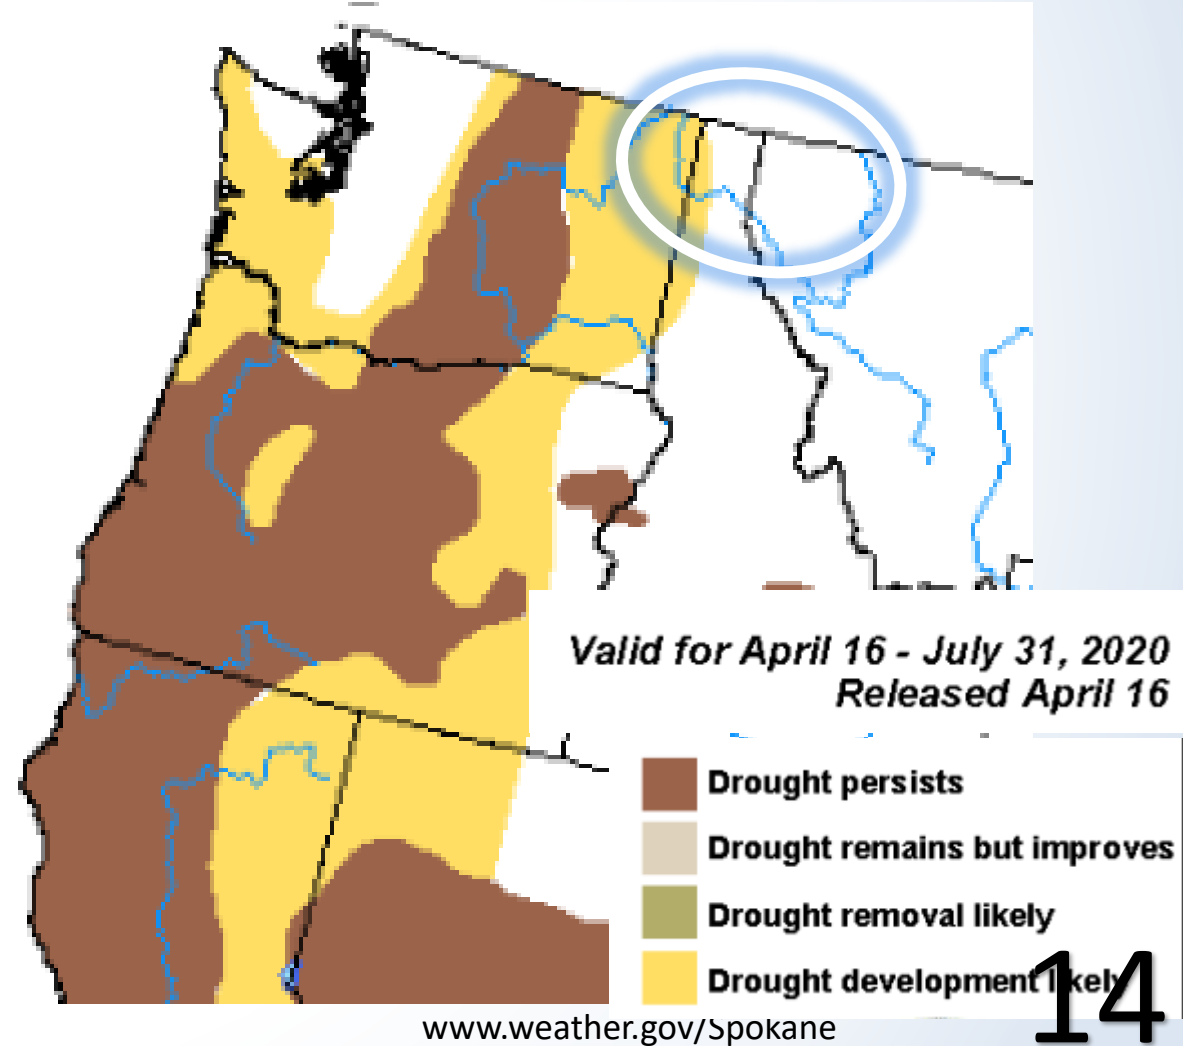 Valid for April 16 - July 31, 2020
Released April 16
Drought persists
Drought remains but improves
Drought removal likely
Drought development likely
14
www.weather.gov/Spokane